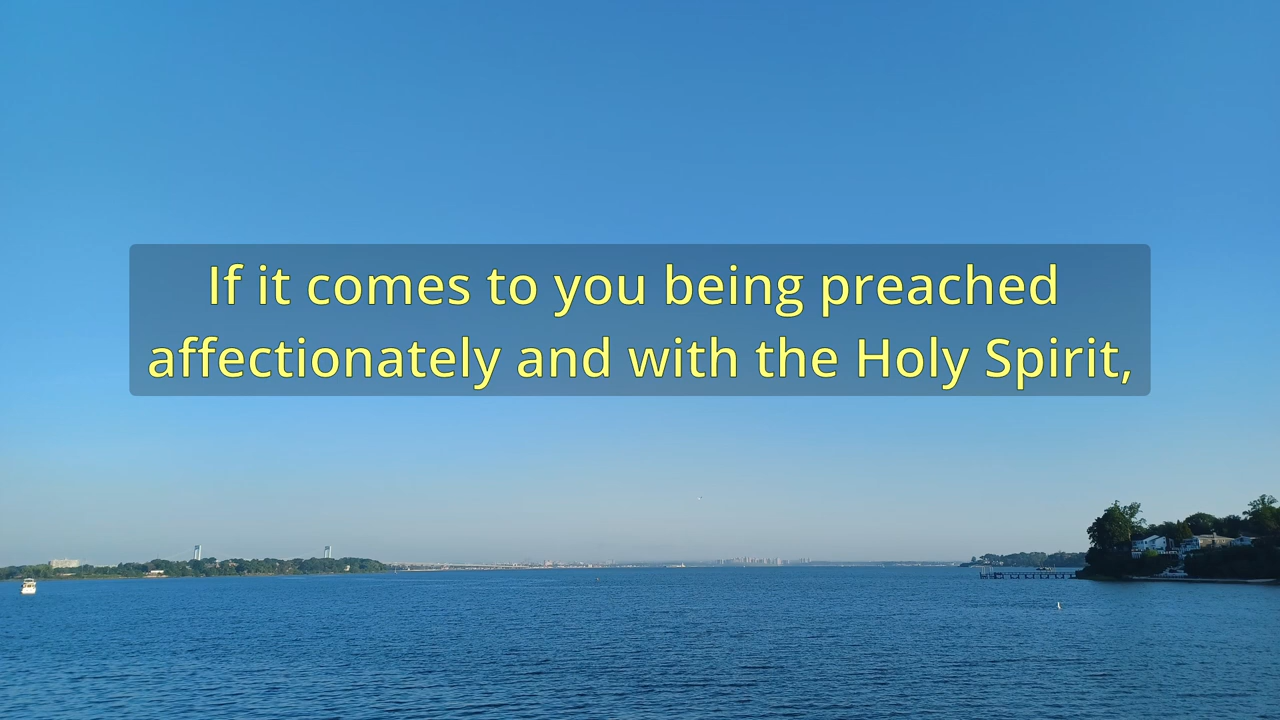 If it comes to you being preached
affectionately and with the Holy Spirit,